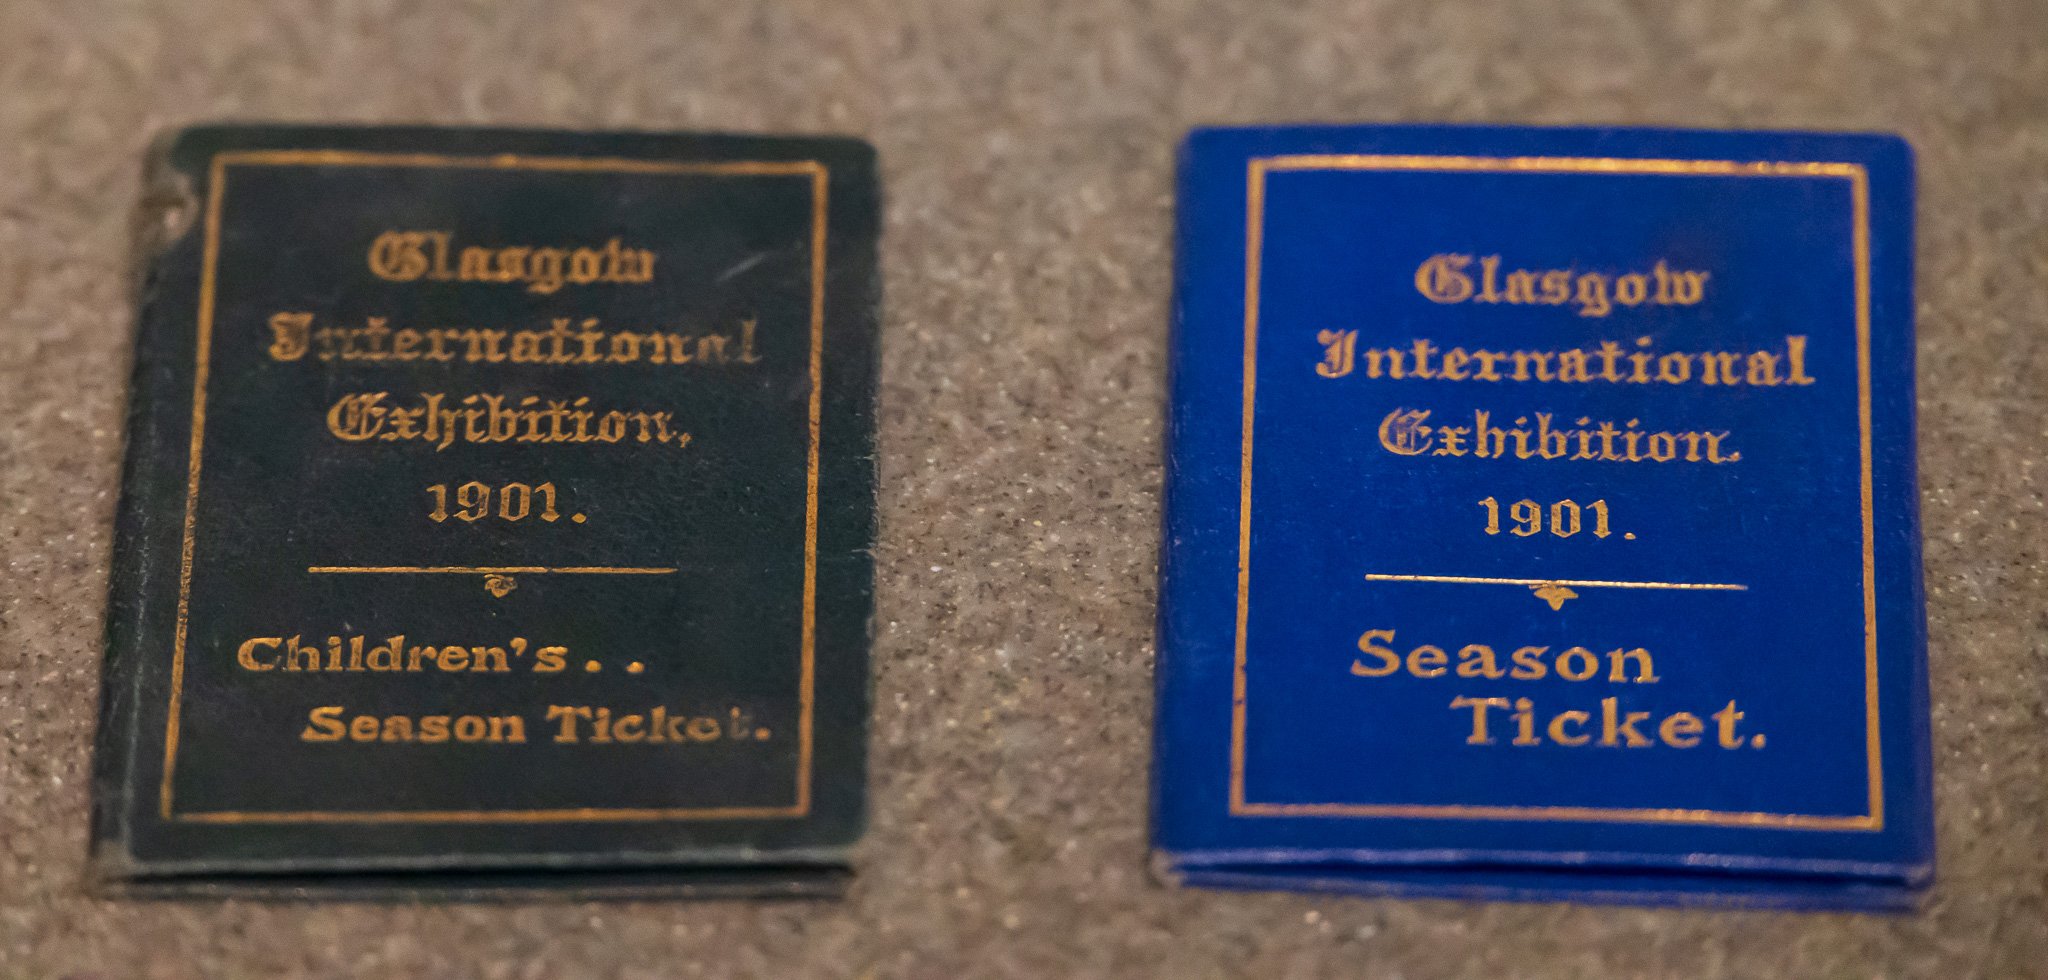 Glasgow
International
Exhibition,
1901.
Children's . .
Season Ticket.
Glasgow
International
Exhibition.
1901.
Season
Ticket.